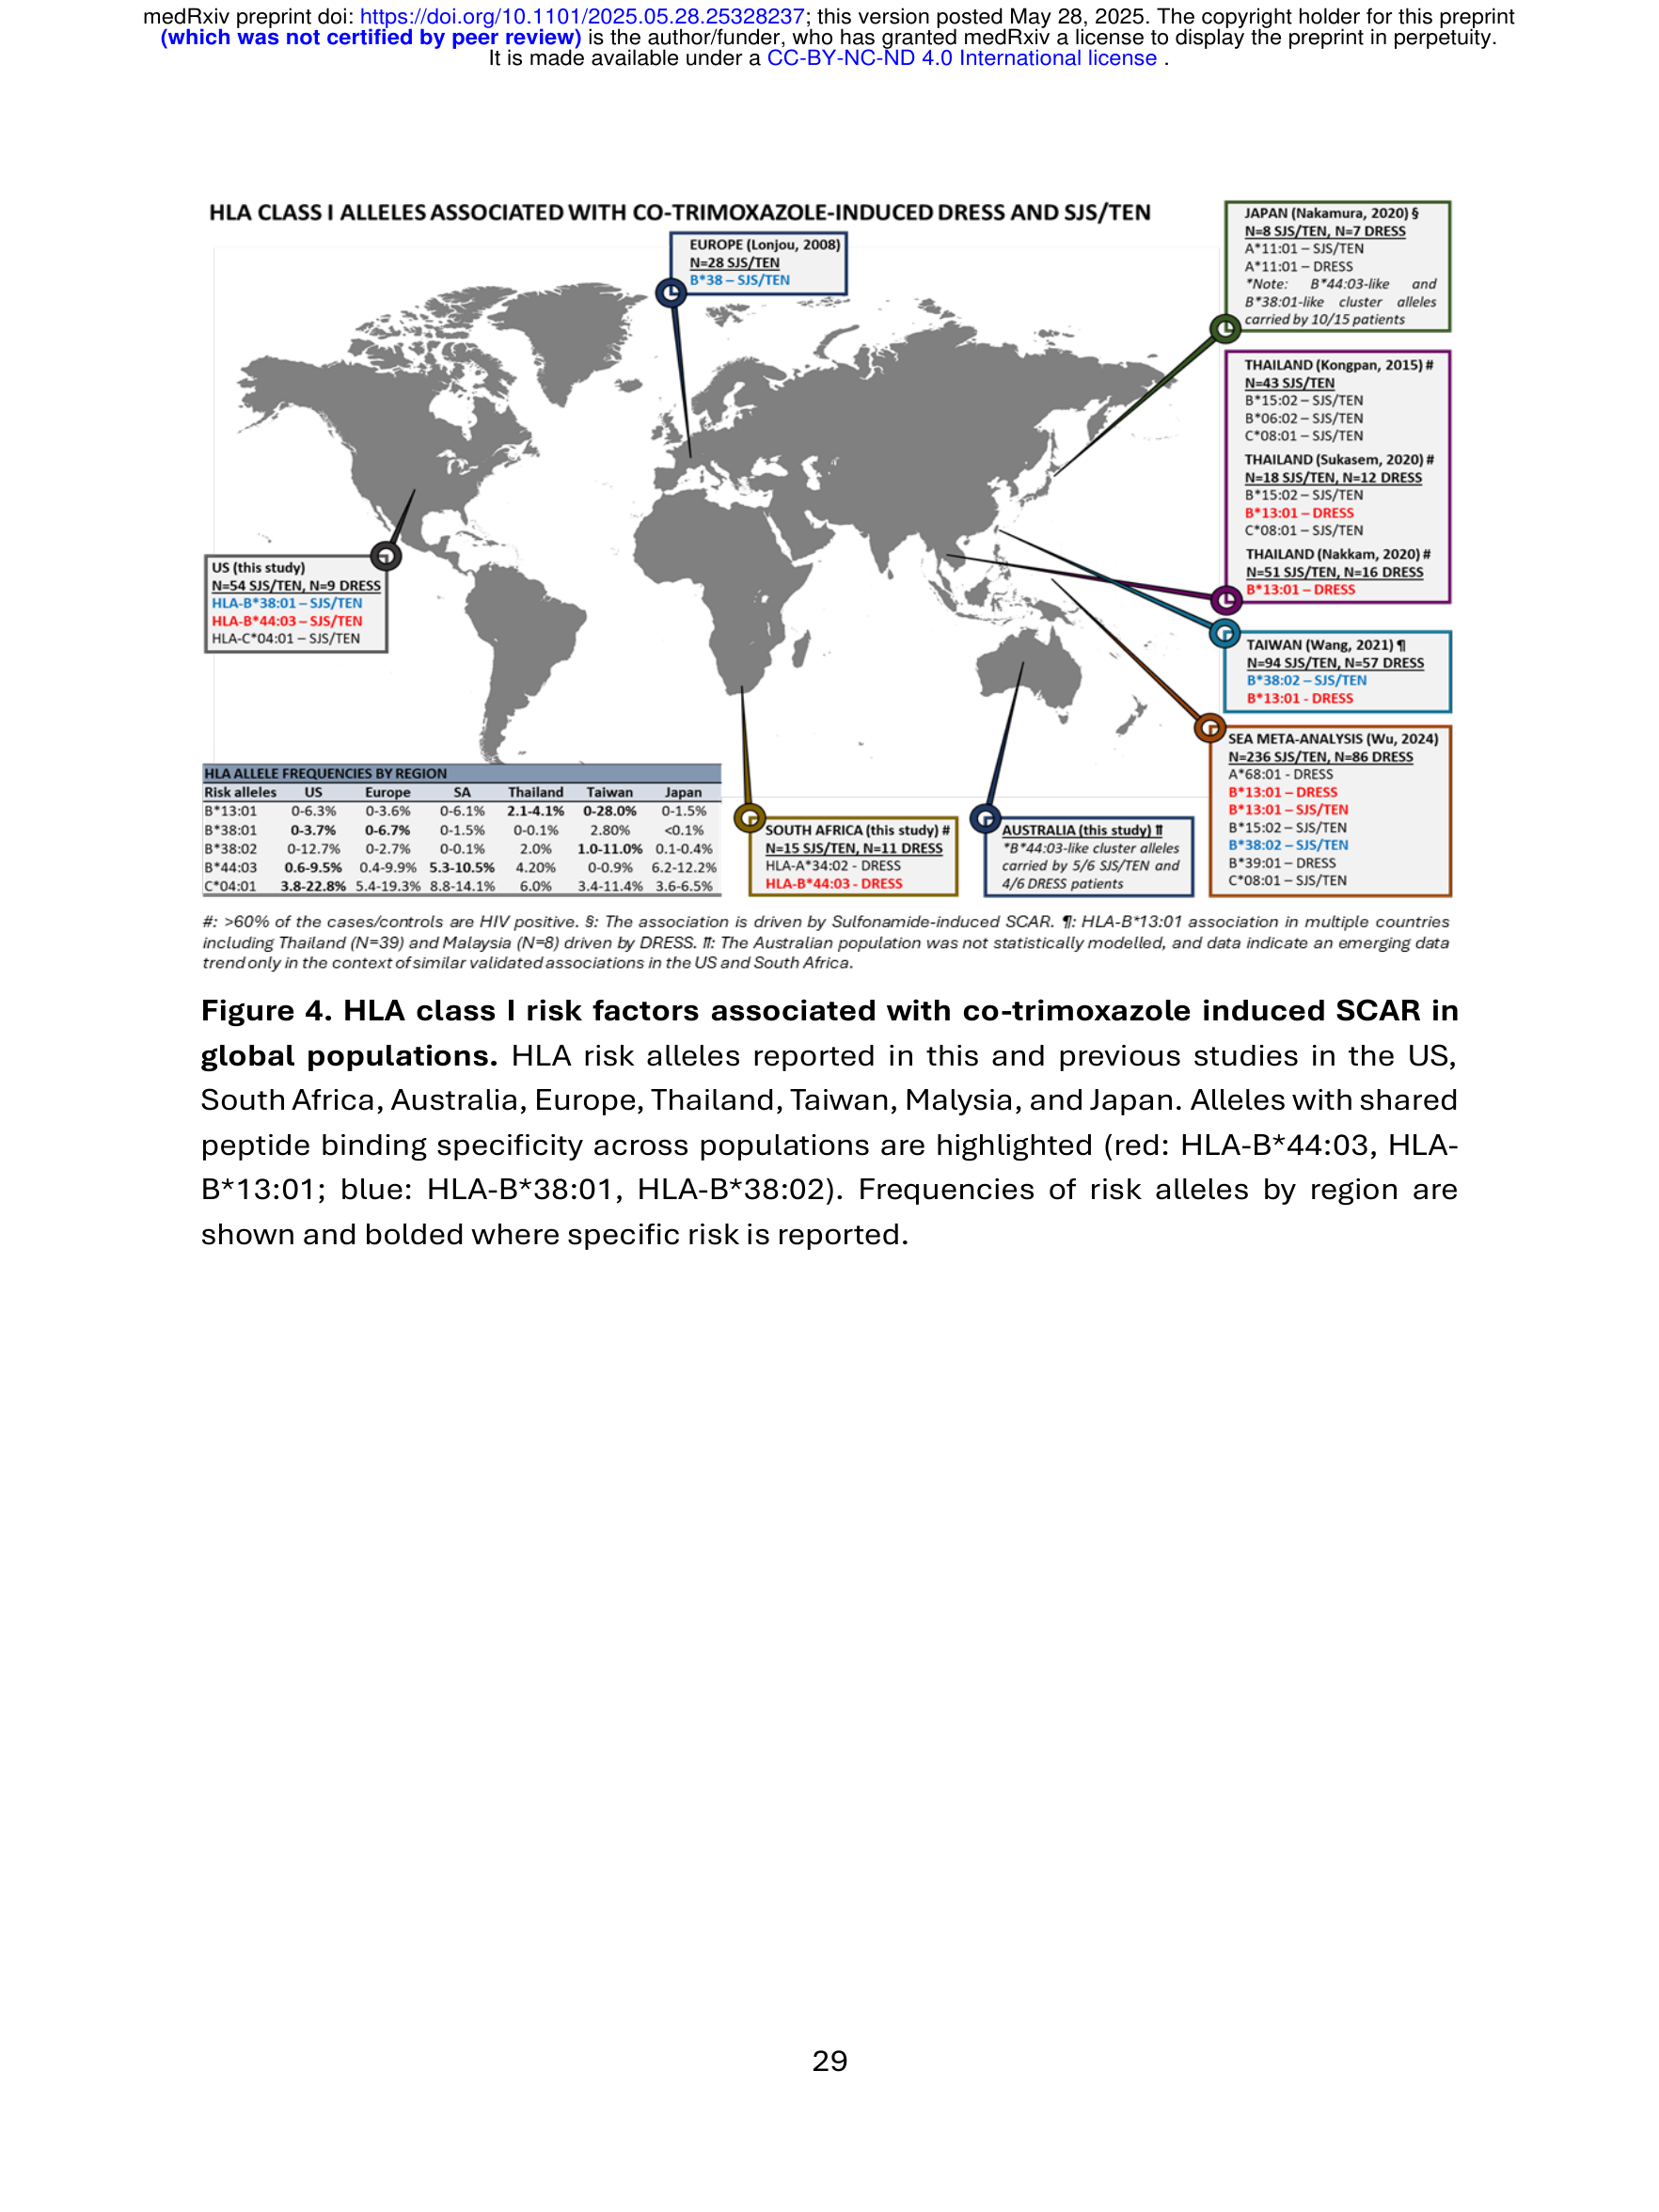 medRxiv preprint doi: https://doi.org/10.1101/2025.05.28.25328237; this version posted May 28, 2025. The copyright holder for this preprint
(which was not certified by peer review) is the author/funder, who has granted medRxiv a license to display the preprint in perpetuity.
It is made available under a CC-BY-NC-ND 4.0 International license .
HLA CLASS I ALLELES ASSOCIATED WITH CO-TRIMOXAZOLE-INDUCED DRESS AND SJS/TEN
EUROPE (Lonjou, 2008)
N=28 SJS/TEN
B*38 – SJS/TEN
JAPAN (Nakamura, 2020) §
N=8 SJS/TEN, N=7 DRESS
A*11:01 – SJS/TEN
A*11:01 – DRESS
*Note: B*44:03-like and
B*38:01-like cluster alleles
carried by 10/15 patients
THAILAND (Kongpan, 2015) #
N=43 SJS/TEN
B*15:02 – SJS/TEN
B*06:02 – SJS/TEN
C*08:01 – SJS/TEN
THAILAND (Sukasem, 2020) #
N=18 SJS/TEN, N=12 DRESS
B*15:02 – SJS/TEN
B*13:01 – DRESS
C*08:01 – SJS/TEN
THAILAND (Nakkam, 2020) #
N=51 SJS/TEN, N=16 DRESS
B*13:01 – DRESS
US (this study)
N=54 SJS/TEN, N=9 DRESS
HLA-B*38:01 – SJS/TEN
HLA-B*44:03 – SJS/TEN
HLA-C*04:01 – SJS/TEN
TAIWAN (Wang, 2021) ¶
N=94 SJS/TEN, N=57 DRESS
B*38:02 – SJS/TEN
B*13:01 - DRESS
SEA META-ANALYSIS (Wu, 2024)
N=236 SJS/TEN, N=86 DRESS
A*68:01 - DRESS
B*13:01 – DRESS
B*13:01 – SJS/TEN
B*15:02 – SJS/TEN
B*38:02 – SJS/TEN
B*39:01 – DRESS
C*08:01 – SJS/TEN
HLA ALLELE FREQUENCIES BY REGION
Risk alleles US Europe SA Thailand Taiwan Japan
B*13:01 0-6.3% 0-3.6% 0-6.1% 2.1-4.1% 0-28.0% 0-1.5%
B*38:01 0-3.7% 0-6.7% 0-1.5% 0-0.1% 2.80% <0.1%
B*38:02 0-12.7% 0-2.7% 0-0.1% 2.0% 1.0-11.0% 0.1-0.4%
B*44:03 0.6-9.5% 0.4-9.9% 5.3-10.5% 4.20% 0-0.9% 6.2-12.2%
C*04:01 3.8-22.8% 5.4-19.3% 8.8-14.1% 6.0% 3.4-11.4% 3.6-6.5%
SOUTH AFRICA (this study) #
N=15 SJS/TEN, N=11 DRESS
HLA-A*34:02 - DRESS
HLA-B*44:03 - DRESS
AUSTRALIA (this study) ¶¶
*B*44:03-like cluster alleles
carried by 5/6 SJS/TEN and
4/6 DRESS patients
#: >60% of the cases/controls are HIV positive. §: The association is driven by Sulfonamide-induced SCAR. ¶: HLA-B*13:01 association in multiple countries
including Thailand (N=39) and Malaysia (N=8) driven by DRESS. ¶¶: The Australian population was not statistically modelled, and data indicate an emerging data
trend only in the context of similar validated associations in the US and South Africa.
Figure 4. HLA class I risk factors associated with co-trimoxazole induced SCAR in
global populations. HLA risk alleles reported in this and previous studies in the US,
South Africa, Australia, Europe, Thailand, Taiwan, Malysia, and Japan. Alleles with shared
peptide binding specificity across populations are highlighted (red: HLA-B*44:03, HLA-
B*13:01; blue: HLA-B*38:01, HLA-B*38:02). Frequencies of risk alleles by region are
shown and bolded where specific risk is reported.
29